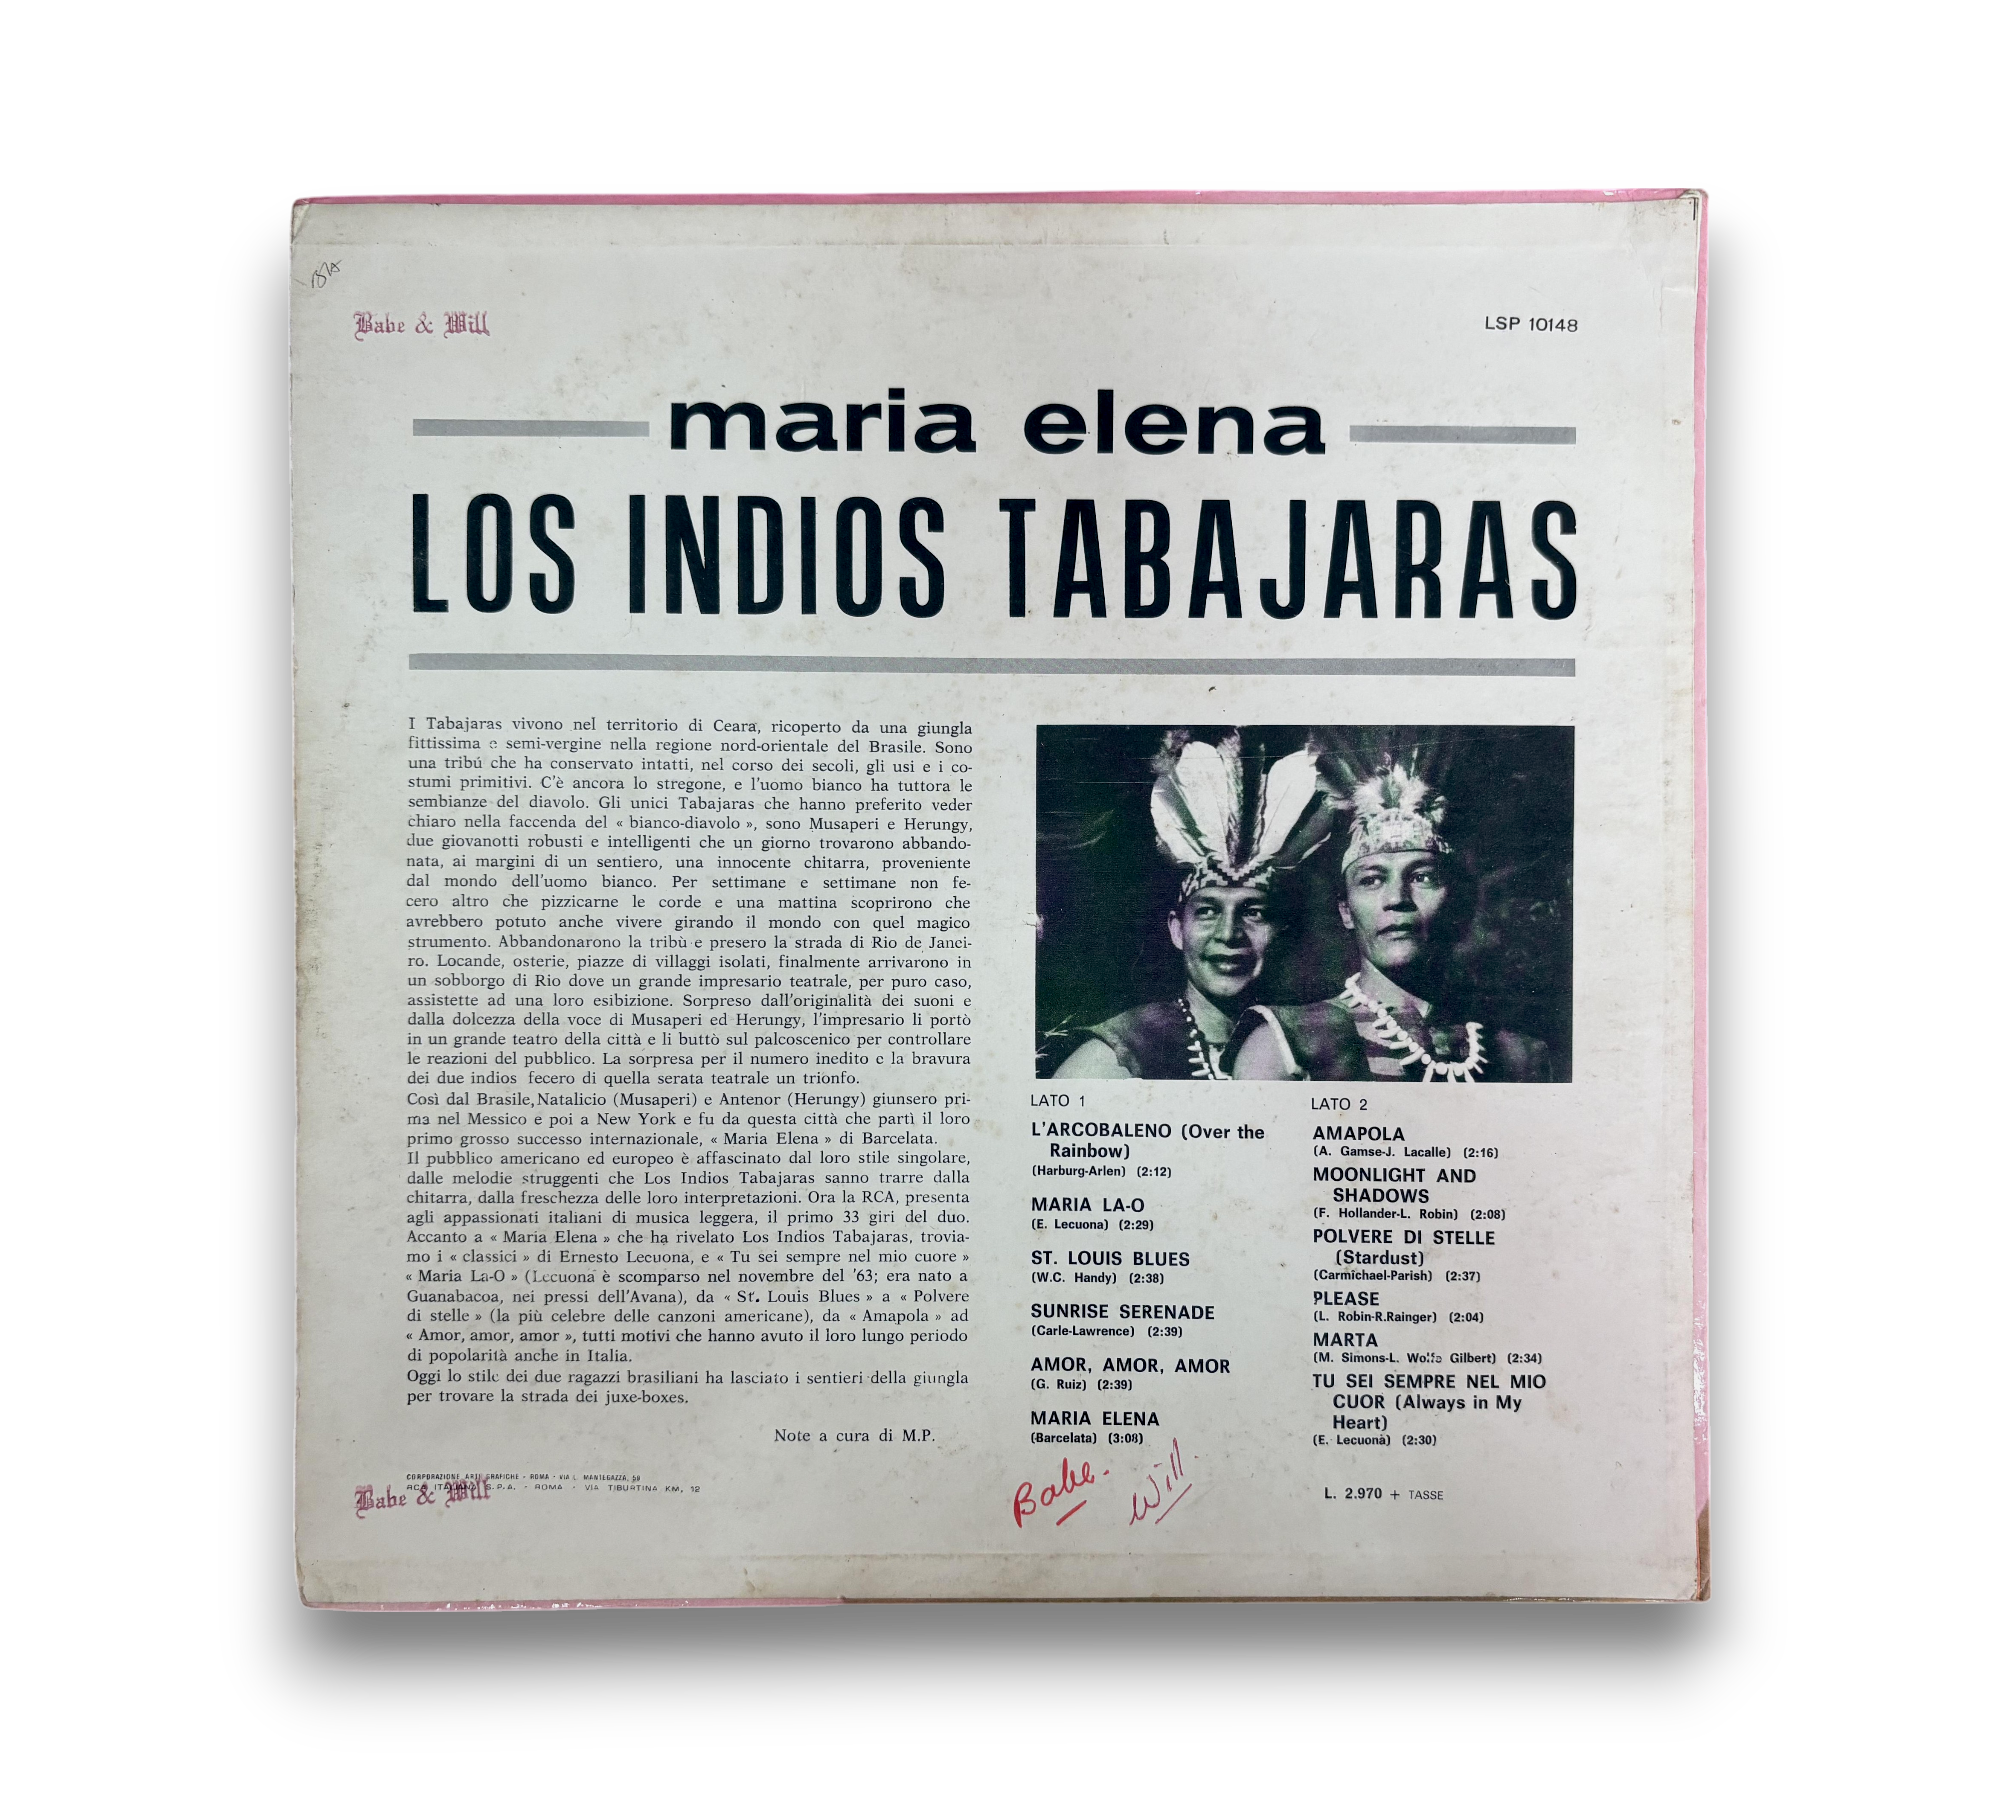 Babe & Will
LSP 10148
maria elena
LOS INDIOS TABAJARAS
I Tabajaras vivono nel territorio di Ceara, ricoperto da una giungla
fittissima e semi-vergine nella regione nord-orientale del Brasile. Sono
una tribú che ha conservato intatti, nel corso dei secoli, gli usi e i co-
stumi primitivi. C'è ancora lo stregone, e l'uomo bianco ha tuttora le
sembianze del diavolo. Gli unici Tabajaras che hanno preferito veder
chiaro nella faccenda del « bianco-diavolo », sono Musaperi e Herungy,
due giovanotti robusti e intelligenti che un giorno trovarono abbando-
nata, ai margini di un sentiero, una innocente chitarra, proveniente
dal mondo dell'uomo bianco. Per settimane e settimane non fe-
cero altro che pizzicarne le corde e una mattina scoprirono che
avrebbero potuto anche vivere girando il mondo con quel magico
strumento. Abbandonarono la tribù e presero la strada di Rio de Janei-
ro. Locande, osterie, piazze di villaggi isolati, finalmente arrivarono in
un sobborgo di Rio dove un grande impresario teatrale, per puro caso,
assistette ad una loro esibizione. Sorpreso dall'originalità dei suoni e
dalla dolcezza della voce di Musaperi ed Herungy, l'impresario li portò
in un grande teatro della città e li buttò sul palcoscenico per controllare
le reazioni del pubblico. La sorpresa per il numero inedito e la bravura
dei due indios fecero di quella serata teatrale un trionfo.
Così dal Brasile, Natalicio (Musaperi) e Antenor (Herungy) giunsero pri-
ma nel Messico e poi a New York e fu da questa città che partì il loro
primo grosso successo internazionale, « Maria Elena » di Barcelata.
Il pubblico americano ed europeo è affascinato dal loro stile singolare,
dalle melodie struggenti che Los Indios Tabajaras sanno trarre dalla
chitarra, dalla freschezza delle loro interpretazioni. Ora la RCA, presenta
agli appassionati italiani di musica leggera, il primo 33 giri del duo.
Accanto a « Maria Elena » che ha rivelato Los Indios Tabajaras, trovia-
mo i « classici » di Ernesto Lecuona, e « Tu sei sempre nel mio cuore »
« Maria La-O » (Lecuona è scomparso nel novembre del '63; era nato a
Guanabacoa, nei pressi dell'Avana), da « St. Louis Blues » a « Polvere
di stelle » (la più celebre delle canzoni americane), da « Amapola » ad
« Amor, amor, amor », tutti motivi che hanno avuto il loro lungo periodo
di popolarità anche in Italia.
Oggi lo stile dei due ragazzi brasiliani ha lasciato i sentieri della giungla
per trovare la strada dei juxe-boxes.
Note a cura di M.P.
CORPORAZIONE ARTI GRAFICHE - ROMA - VIA L. MANTEGAZZA, 59
RCA ITALIANA S.P.A. - ROMA - VIA TIBURTINA KM, 12
Babe & Will
LATO 1
L'ARCOBALENO (Over the
Rainbow)
(Harburg-Arlen) (2:12)
MARIA LA-O
(E. Lecuona) (2:29)
ST. LOUIS BLUES
(W.C. Handy) (2:38)
SUNRISE SERENADE
(Carle-Lawrence) (2:39)
AMOR, AMOR, AMOR
(G. Ruiz) (2:39)
MARIA ELENA
(Barcelata) (3:08)
Babe. Will.
LATO 2
AMAPOLA
(A. Gamse-J. Lacalle) (2:16)
MOONLIGHT AND
SHADOWS
(F. Hollander-L. Robin) (2:08)
POLVERE DI STELLE
(Stardust)
(Carmichael-Parish) (2:37)
PLEASE
(L. Robin-R.Rainger) (2:04)
MARTA
(M. Simons-L. Wolfe Gilbert) (2:34)
TU SEI SEMPRE NEL MIO
CUOR (Always in My
Heart)
(E. Lecuona) (2:30)
L. 2.970 + TASSE